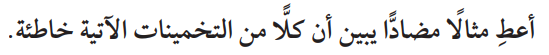 أعطِ مثالًا مضادًّا يبين أن كلًّا من التخمينات الآتية خاطئة.